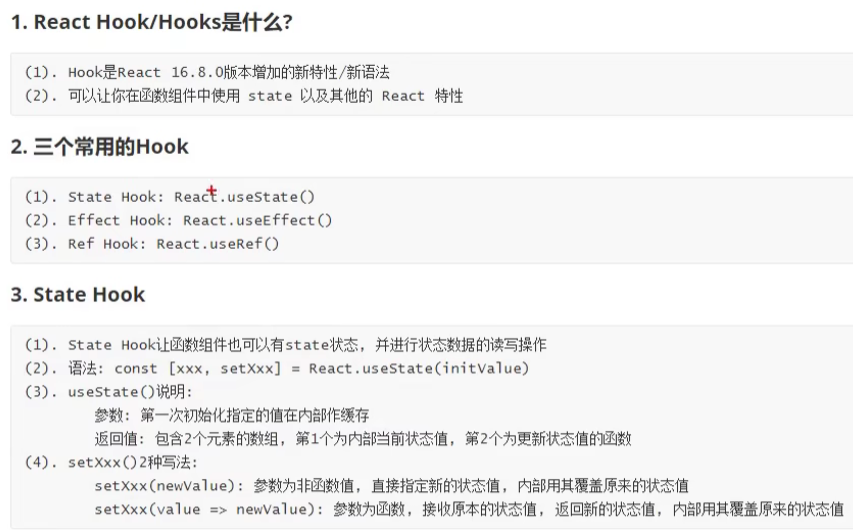 1. React Hook/Hooks是什么?
(1). Hook是React 16.8.0版本增加的新特性/新语法
(2). 可以让你在函数组件中使用 state 以及其他的 React 特性
2. 三个常用的Hook
(1). State Hook: React.useState()
(2). Effect Hook: React.useEffect()
(3). Ref Hook: React.useRef()
3. State Hook
(1). State Hook让函数组件也可以有state状态, 并进行状态数据的读写操作
(2). 语法: const [xxx, setXxx] = React.useState(initValue)
(3). useState()说明:
参数: 第一次初始化指定的值在内部作缓存
返回值: 包含2个元素的数组, 第1个为内部当前状态值, 第2个为更新状态值的函数
(4). setXxx()2种写法:
setXxx(newValue): 参数为非函数值, 直接指定新的状态值, 内部用其覆盖原来的状态值
setXxx(value => newValue): 参数为函数, 接收原本的状态值, 返回新的状态值, 内部用其覆盖原来的状态值